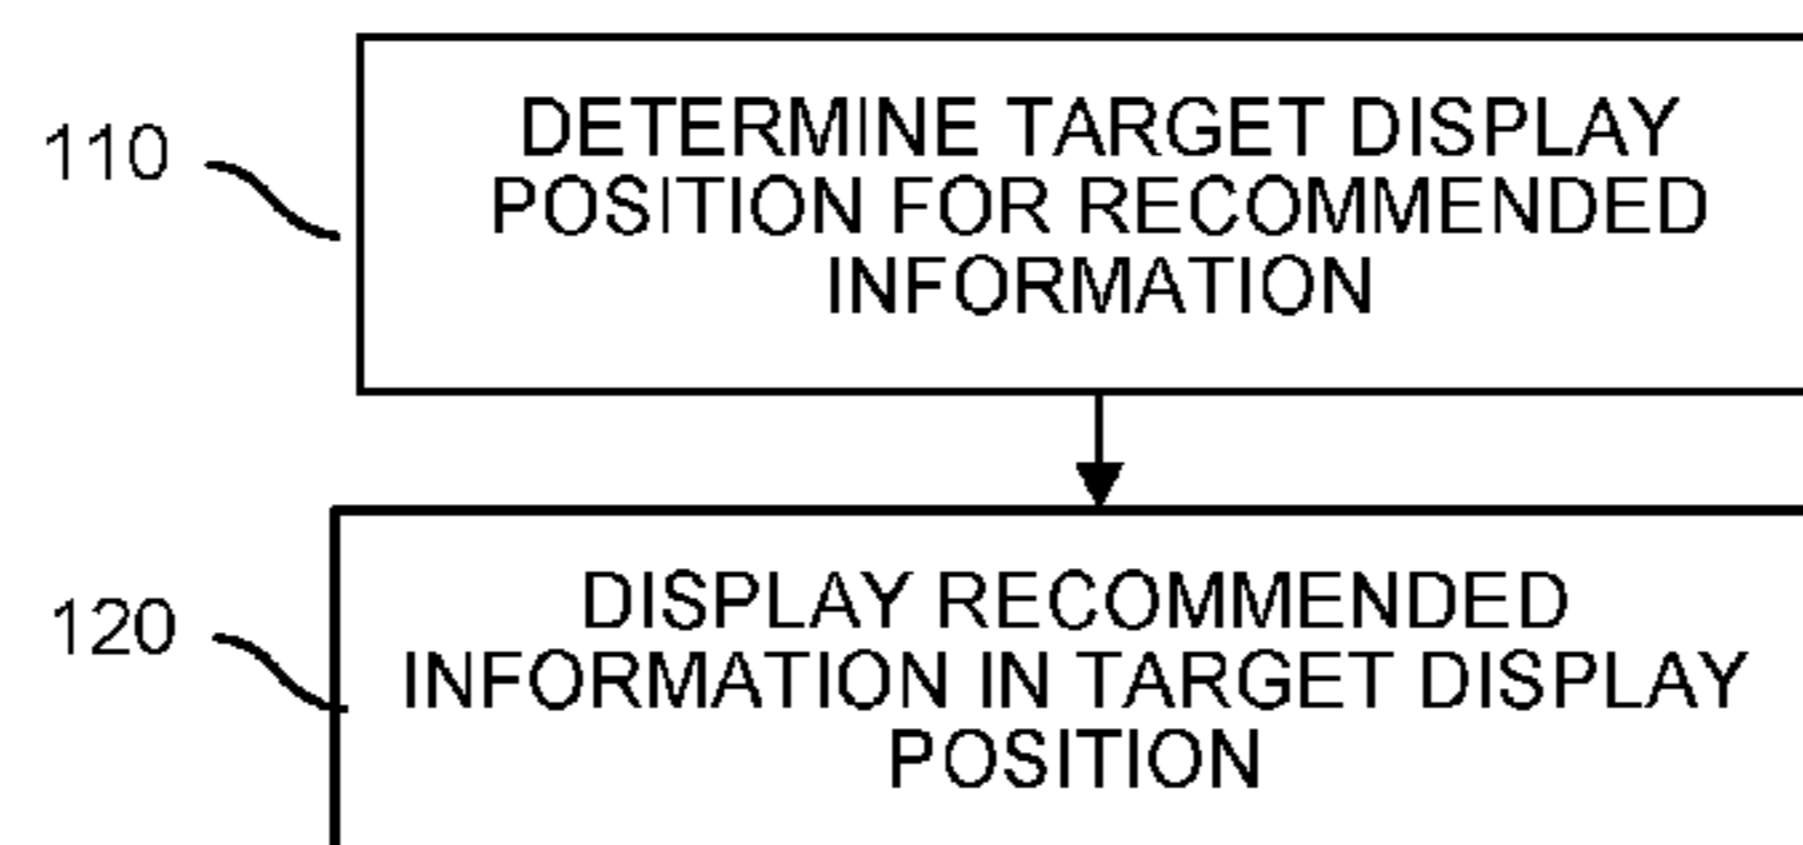 110
DETERMINE TARGET DISPLAY
POSITION FOR RECOMMENDED
INFORMATION
120
DISPLAY RECOMMENDED
INFORMATION IN TARGET DISPLAY
POSITION